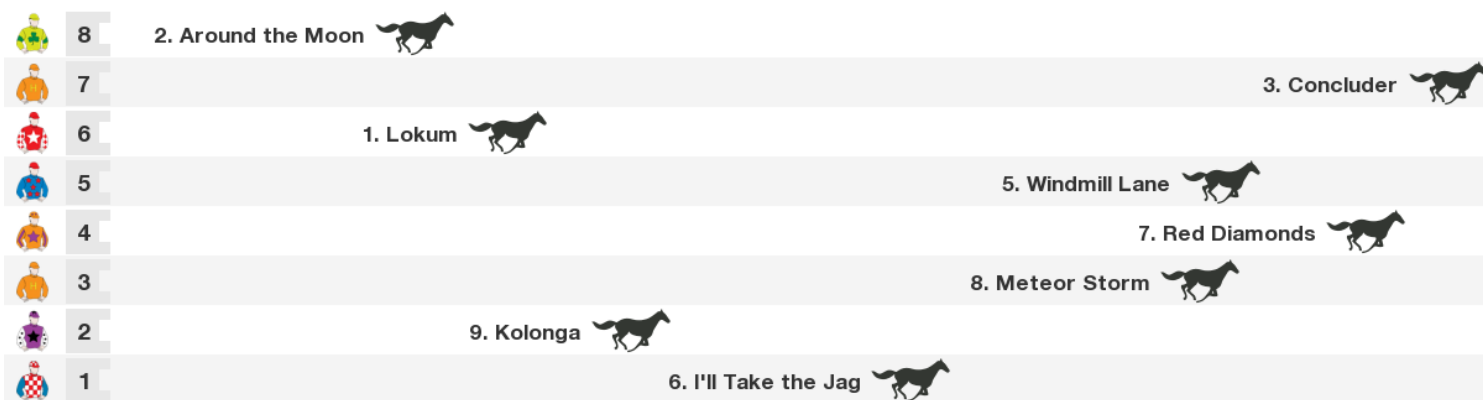 8 2. Around the Moon
7 3. Concluder
6 1. Lokum
5 5. Windmill Lane
4 7. Red Diamonds
3 8. Meteor Storm
2 9. Kolonga
1 6. I'll Take the Jag